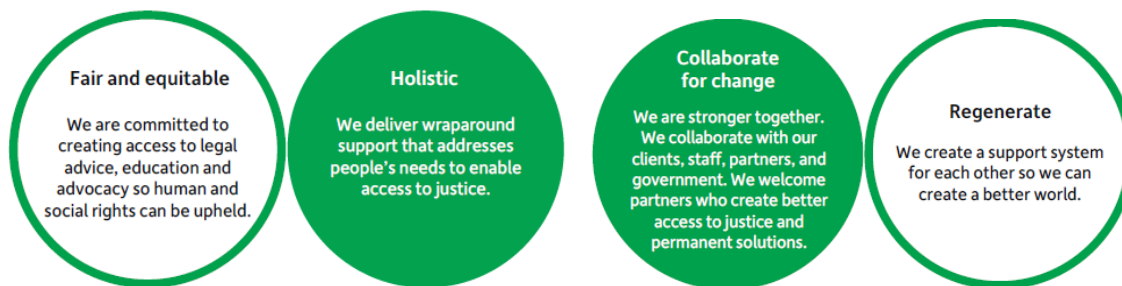 Fair and equitable
We are committed to
creating access to legal
advice, education and
advocacy so human and
social rights can be upheld.
Holistic
We deliver wraparound
support that addresses
people's needs to enable
access to justice.
Collaborate
for change
We are stronger together.
We collaborate with our
clients, staff, partners, and
government. We welcome
partners who create better
access to justice and
permanent solutions.
Regenerate
We create a support system
for each other so we can
create a better world.